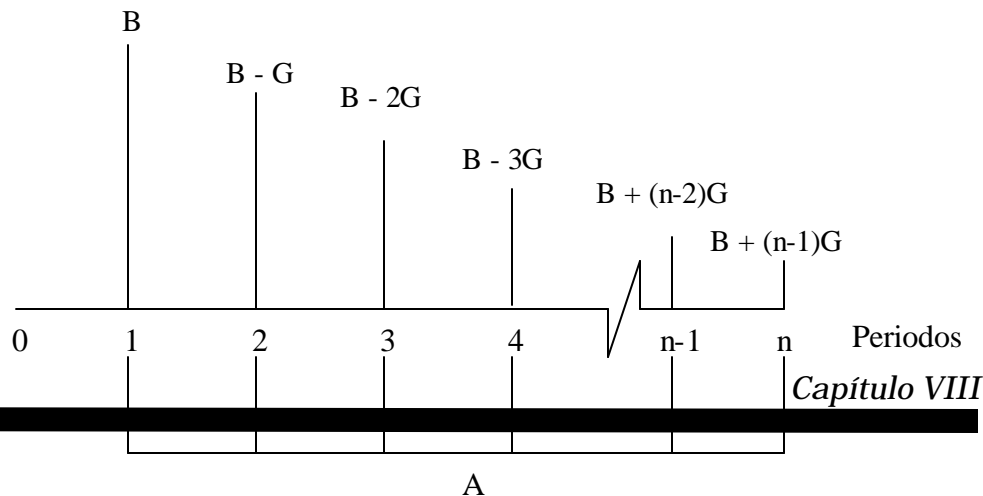 B
B - G
B - 2G
B - 3G
B + (n-2)G
B + (n-1)G
0 1 2 3 4 n-1 n Periodos
Capítulo VIII
A